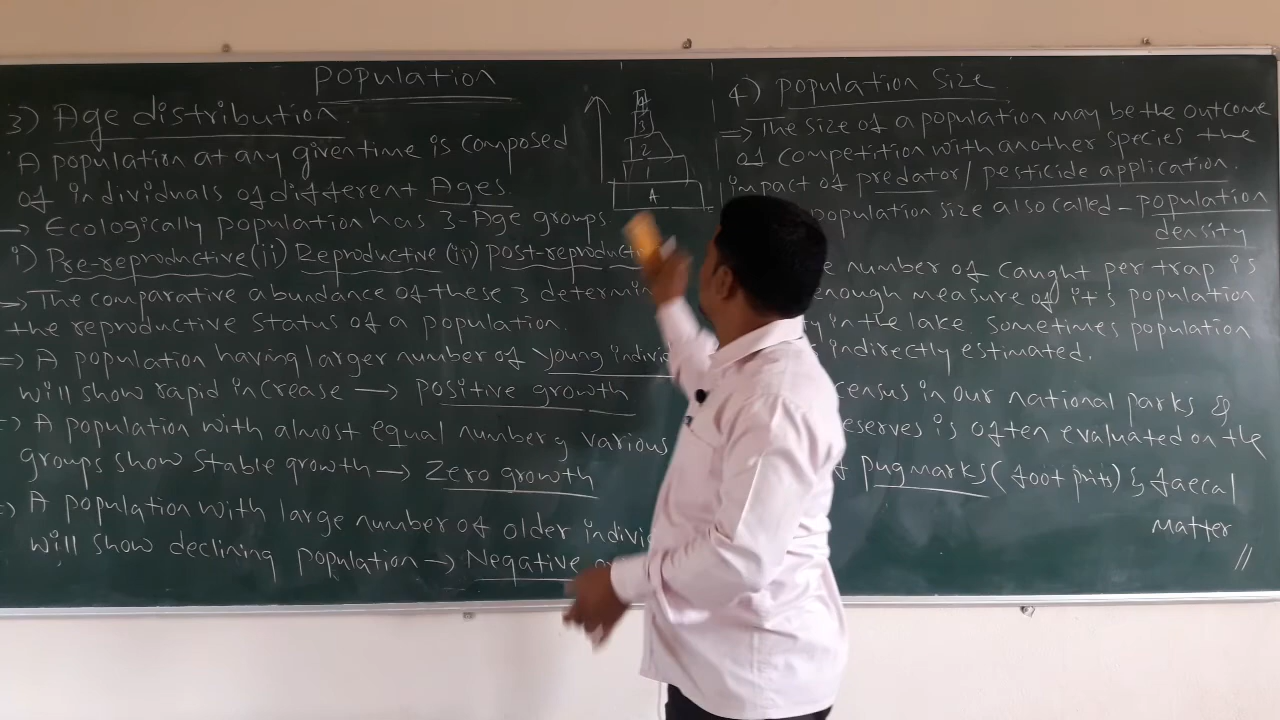 Population
3) Age distribution.
A population at any given time is composed
of individuals of different Ages.
→ Ecologically population has 3-Age groups
i) Pre-reproductive (ii) Reproductive (iii) Post-reproducti
→ The comparative abundance of these 3 determin
the reproductive status of a population.
⇒ A population having larger number of young individ
will show rapid increase → positive growth
⇒ A population with almost equal number of various
groups show stable growth → Zero growth
⇒ A population with large number of older indivi
will show declining population → Negative
4
3
2
1
A
4) Population Size
⇒ The size of a population may be the outcome
of competition with another species the
impact of predator / pesticide application.
population size also called - population
density
number of caught per trap is
enough measure of it's population
in the lake. Sometimes population
indirectly estimated.
census in our national parks &
reserves is often evaluated on the
pugmarks (foot prits) & faecal
matter //